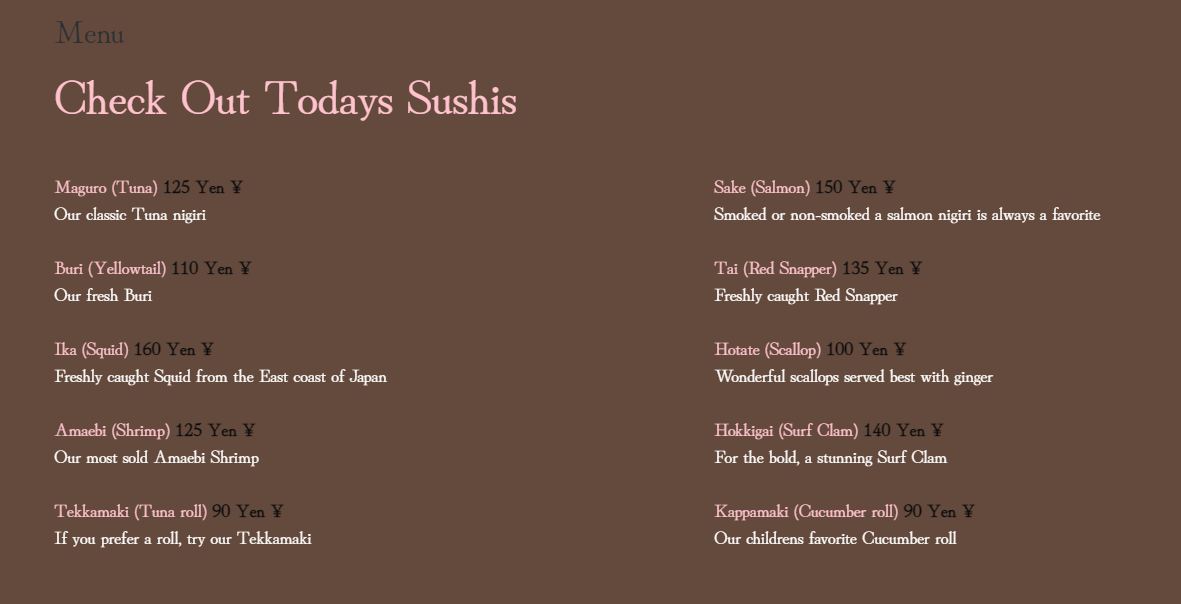 Menu
Check Out Todays Sushis
Maguro (Tuna) 125 Yen ¥
Our classic Tuna nigiri
Buri (Yellowtail) 110 Yen ¥
Our fresh Buri
Ika (Squid) 160 Yen ¥
Freshly caught Squid from the East coast of Japan
Amaebi (Shrimp) 125 Yen ¥
Our most sold Amaebi Shrimp
Tekkamaki (Tuna roll) 90 Yen ¥
If you prefer a roll, try our Tekkamaki
Sake (Salmon) 150 Yen ¥
Smoked or non-smoked a salmon nigiri is always a favorite
Tai (Red Snapper) 135 Yen ¥
Freshly caught Red Snapper
Hotate (Scallop) 100 Yen ¥
Wonderful scallops served best with ginger
Hokkigai (Surf Clam) 140 Yen ¥
For the bold, a stunning Surf Clam
Kappamaki (Cucumber roll) 90 Yen ¥
Our childrens favorite Cucumber roll